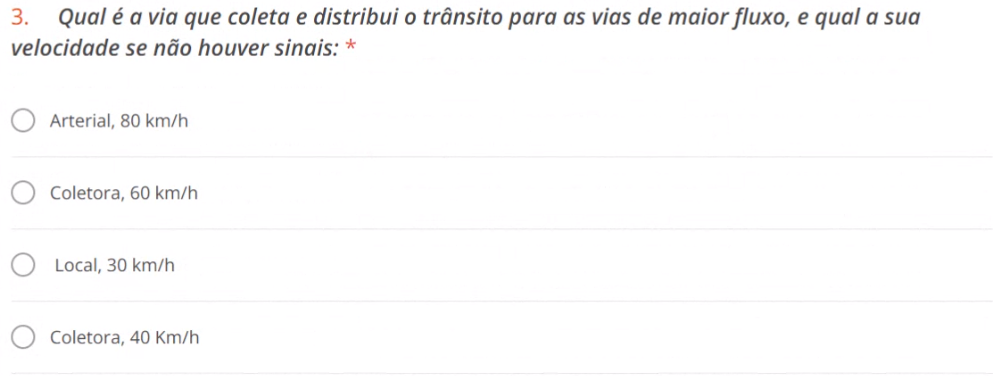 3. Qual é a via que coleta e distribui o trânsito para as vias de maior fluxo, e qual a sua
velocidade se não houver sinais: *
Arterial, 80 km/h
Coletora, 60 km/h
Local, 30 km/h
Coletora, 40 Km/h